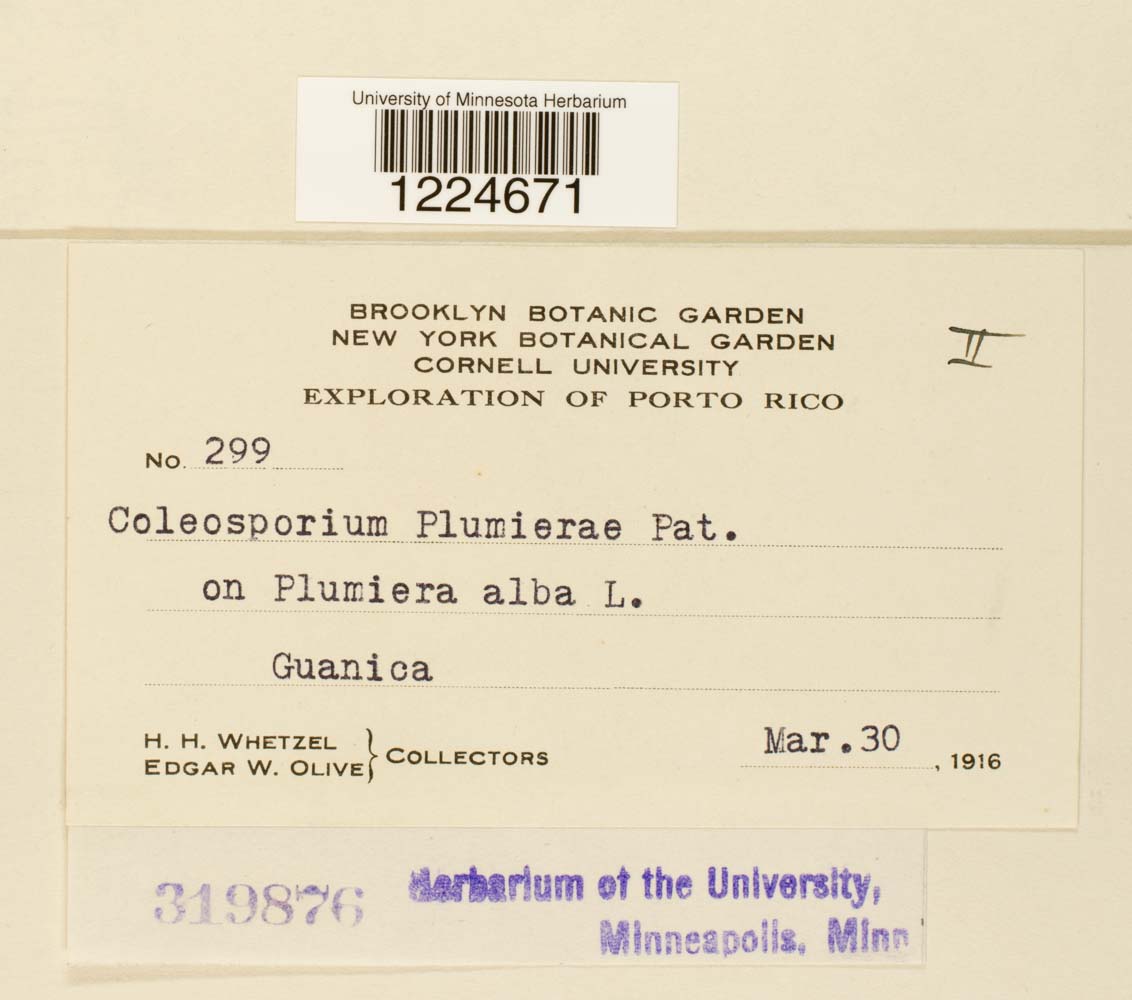 University of Minnesota Herbarium
1224671
BROOKLYN BOTANIC GARDEN
NEW YORK BOTANICAL GARDEN
CORNELL UNIVERSITY
EXPLORATION OF PORTO RICO
II
No. 299
Coleosporium Plumierae Pat.
on Plumiera alba L.
Guanica
H. H. WHETZEL
EDGAR W. OLIVE } COLLECTORS
Mar. 30, 1916
319876
Herbarium of the University,
Minneapolis, Minn